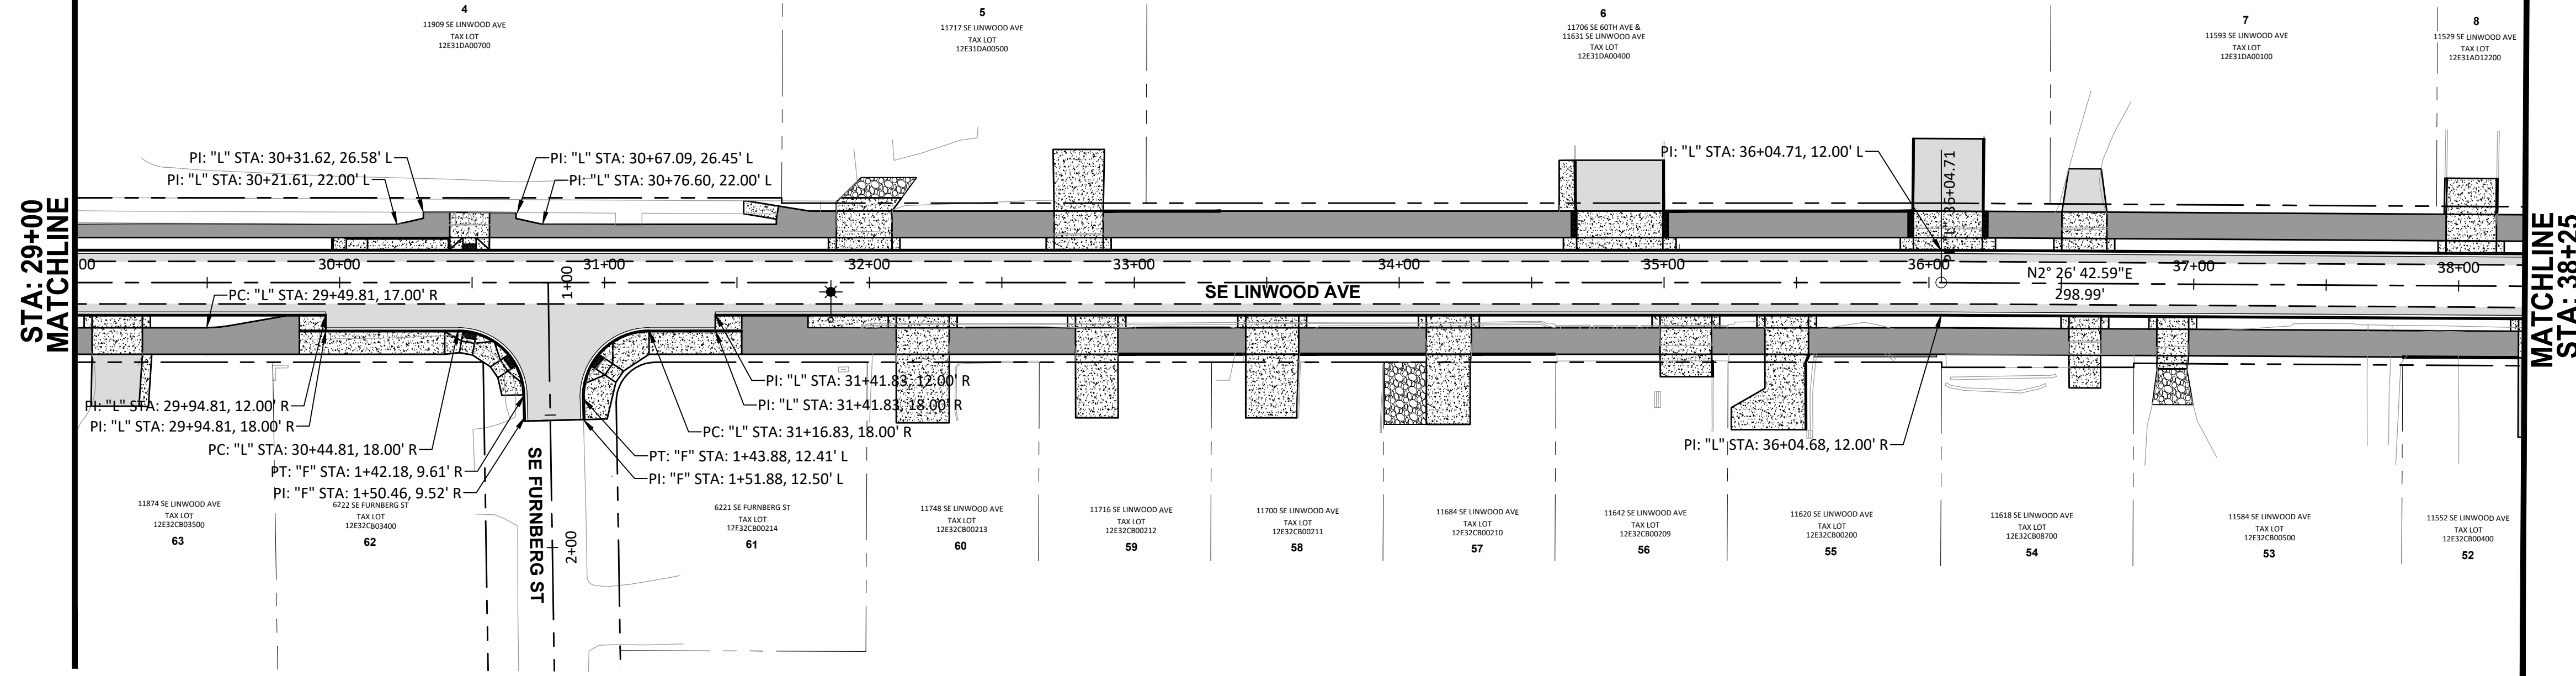 4
11909 SE LINWOOD AVE
TAX LOT
12E31DA00700
5
11717 SE LINWOOD AVE
TAX LOT
12E31DA00500
6
11706 SE 60TH AVE &
11631 SE LINWOOD AVE
TAX LOT
12E31DA00400
7
11593 SE LINWOOD AVE
TAX LOT
12E31DA00100
8
11529 SE LINWOOD AVE
TAX LOT
12E31AD12200
PI: "L" STA: 30+31.62, 26.58' L
PI: "L" STA: 30+21.61, 22.00' L
PI: "L" STA: 30+67.09, 26.45' L
PI: "L" STA: 30+76.60, 22.00' L
PI: "L" STA: 36+04.71, 12.00' L
PI: "L" 36+04.71
STA: 29+00
MATCHLINE
MATCHLINE
STA: 38+25
00
30+00
31+00
32+00
33+00
34+00
35+00
36+00
37+00
38+00
1+00
N2° 26' 42.59"E
298.99'
SE LINWOOD AVE
PC: "L" STA: 29+49.81, 17.00' R
PI: "L" STA: 29+94.81, 12.00' R
PI: "L" STA: 29+94.81, 18.00' R
PC: "L" STA: 30+44.81, 18.00' R
PT: "F" STA: 1+42.18, 9.61' R
PI: "F" STA: 1+50.46, 9.52' R
PI: "L" STA: 31+41.83, 12.00' R
PI: "L" STA: 31+41.83, 18.00' R
PC: "L" STA: 31+16.83, 18.00' R
PT: "F" STA: 1+43.88, 12.41' L
PI: "F" STA: 1+51.88, 12.50' L
PI: "L" STA: 36+04.68, 12.00' R
SE FURNBERG ST
2+00
11874 SE LINWOOD AVE
TAX LOT
12E32CB03500
63
6222 SE FURNBERG ST
TAX LOT
12E32CB03400
62
6221 SE FURNBERG ST
TAX LOT
12E32CB00214
61
11748 SE LINWOOD AVE
TAX LOT
12E32CB00213
60
11716 SE LINWOOD AVE
TAX LOT
12E32CB00212
59
11700 SE LINWOOD AVE
TAX LOT
12E32CB00211
58
11684 SE LINWOOD AVE
TAX LOT
12E32CB00210
57
11642 SE LINWOOD AVE
TAX LOT
12E32CB00209
56
11620 SE LINWOOD AVE
TAX LOT
12E32CB00200
55
11618 SE LINWOOD AVE
TAX LOT
12E32CB08700
54
11584 SE LINWOOD AVE
TAX LOT
12E32CB00500
53
11552 SE LINWOOD AVE
TAX LOT
12E32CB00400
52